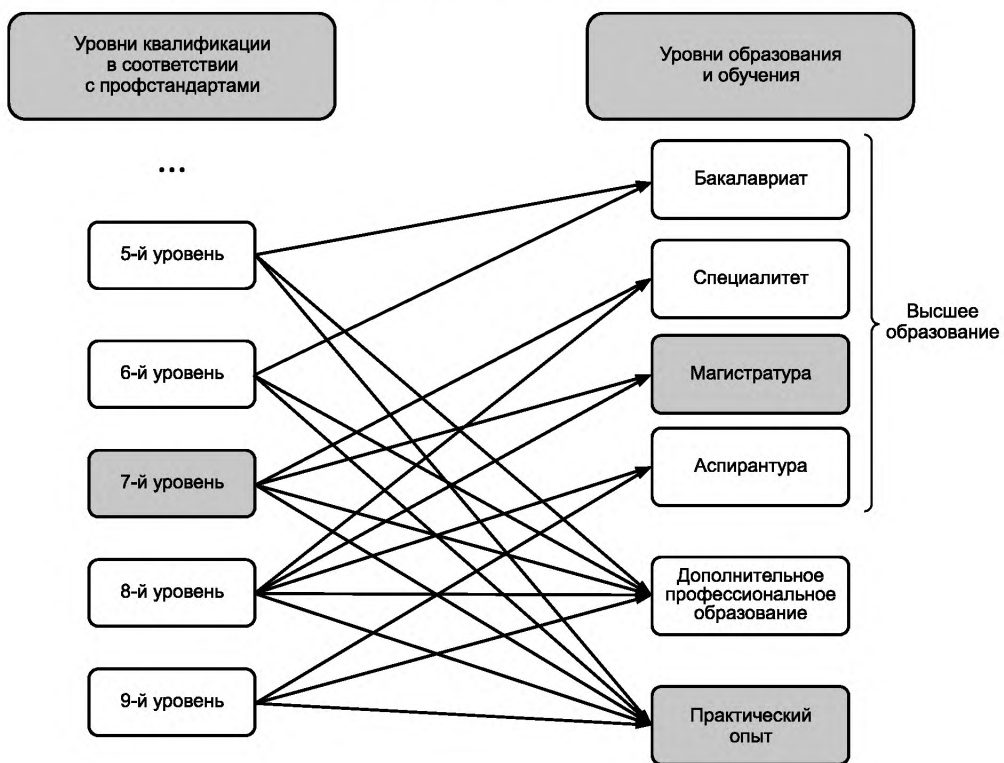 Уровни квалификации
в соответствии
с профстандартами
Уровни образования
и обучения
...
5-й уровень
6-й уровень
7-й уровень
8-й уровень
9-й уровень
Бакалавриат
Специалитет
Магистратура
Аспирантура
Высшее
образование
Дополнительное
профессиональное
образование
Практический
опыт